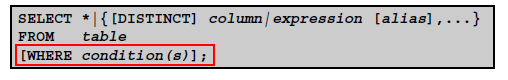 SELECT *|{[DISTINCT] column|expression [alias],...}
FROM table
[WHERE condition(s)];